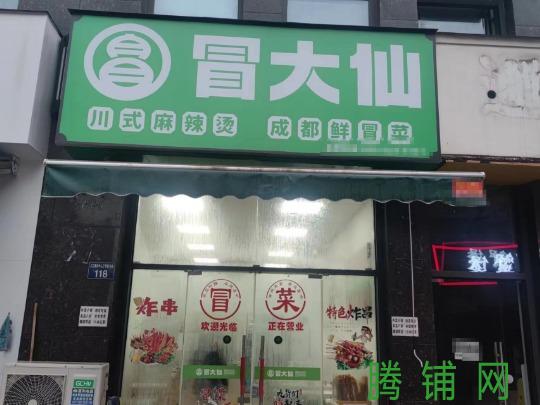 冒大仙
川式麻辣烫 成都鲜冒菜
118
炸串
冒
欢迎光临
菜
正在营业
特色炸串
冒大仙
冒大仙
GCHV
腾铺网